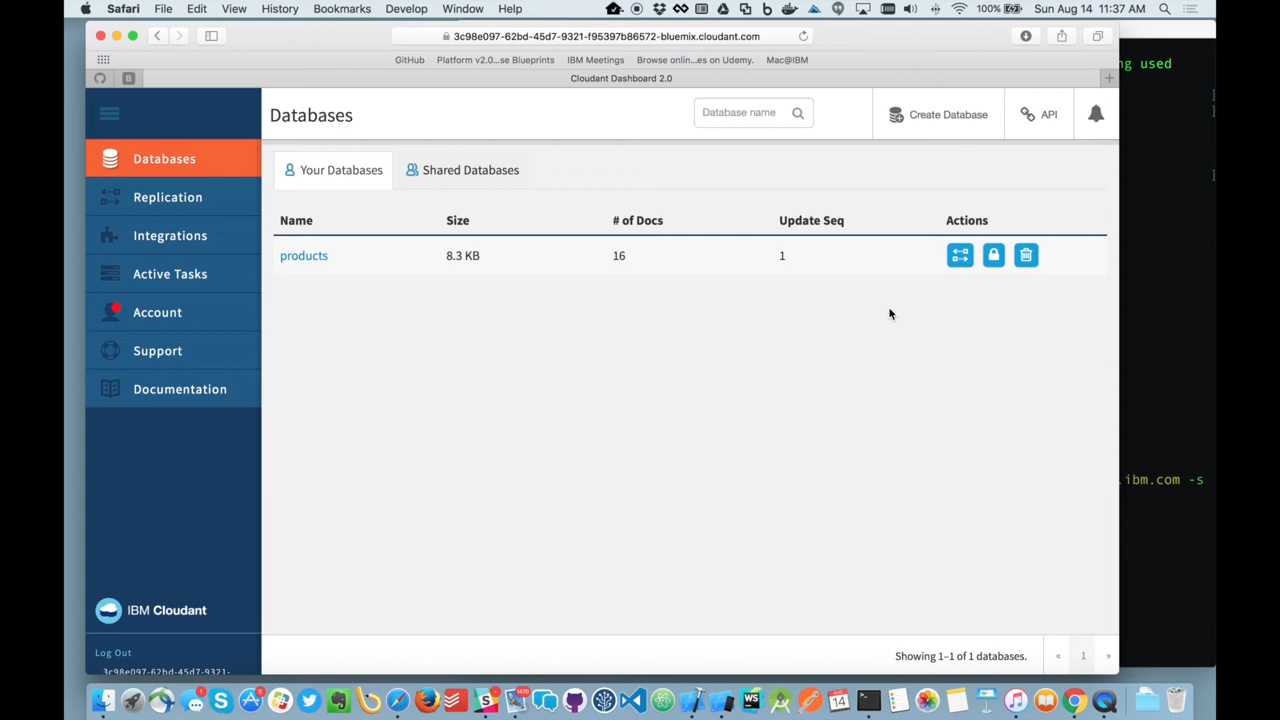 Safari File Edit View History Bookmarks Develop Window Help 100% Sun Aug 14 11:37 AM
3c98e097-62bd-45d7-9321-f95397b86572-bluemix.cloudant.com
GitHub Platform v2.0...se Blueprints IBM Meetings Browse onlin...es on Udemy. Mac@IBM
Cloudant Dashboard 2.0
ng used
Databases
Database name
Create Database
API
Databases
Replication
Integrations
Active Tasks
Account
Support
Documentation
Your Databases Shared Databases
Name Size # of Docs Update Seq Actions
products 8.3 KB 16 1
.ibm.com -s
IBM Cloudant
Log Out
3c98e097-62bd-45d7-9321-
Showing 1–1 of 1 databases. « 1 »